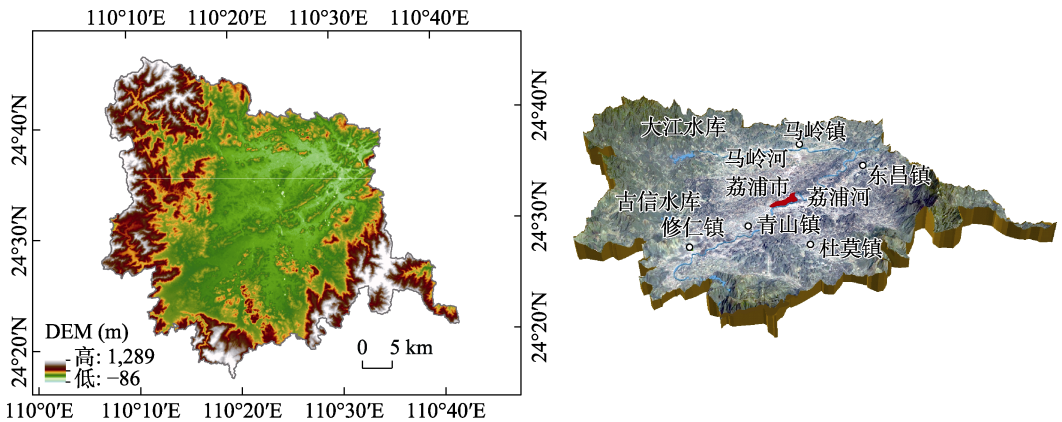 110°10′E 110°20′E 110°30′E 110°40′E
24°40′N
24°30′N
24°20′N
DEM (m)
高: 1,289
低: −86
0 5 km
110°0′E 110°10′E 110°20′E 110°30′E 110°40′E
24°40′N
24°30′N
24°20′N
大江水库
马岭镇
马岭河
东昌镇
荔浦市
荔浦河
古信水库
修仁镇
青山镇
杜莫镇